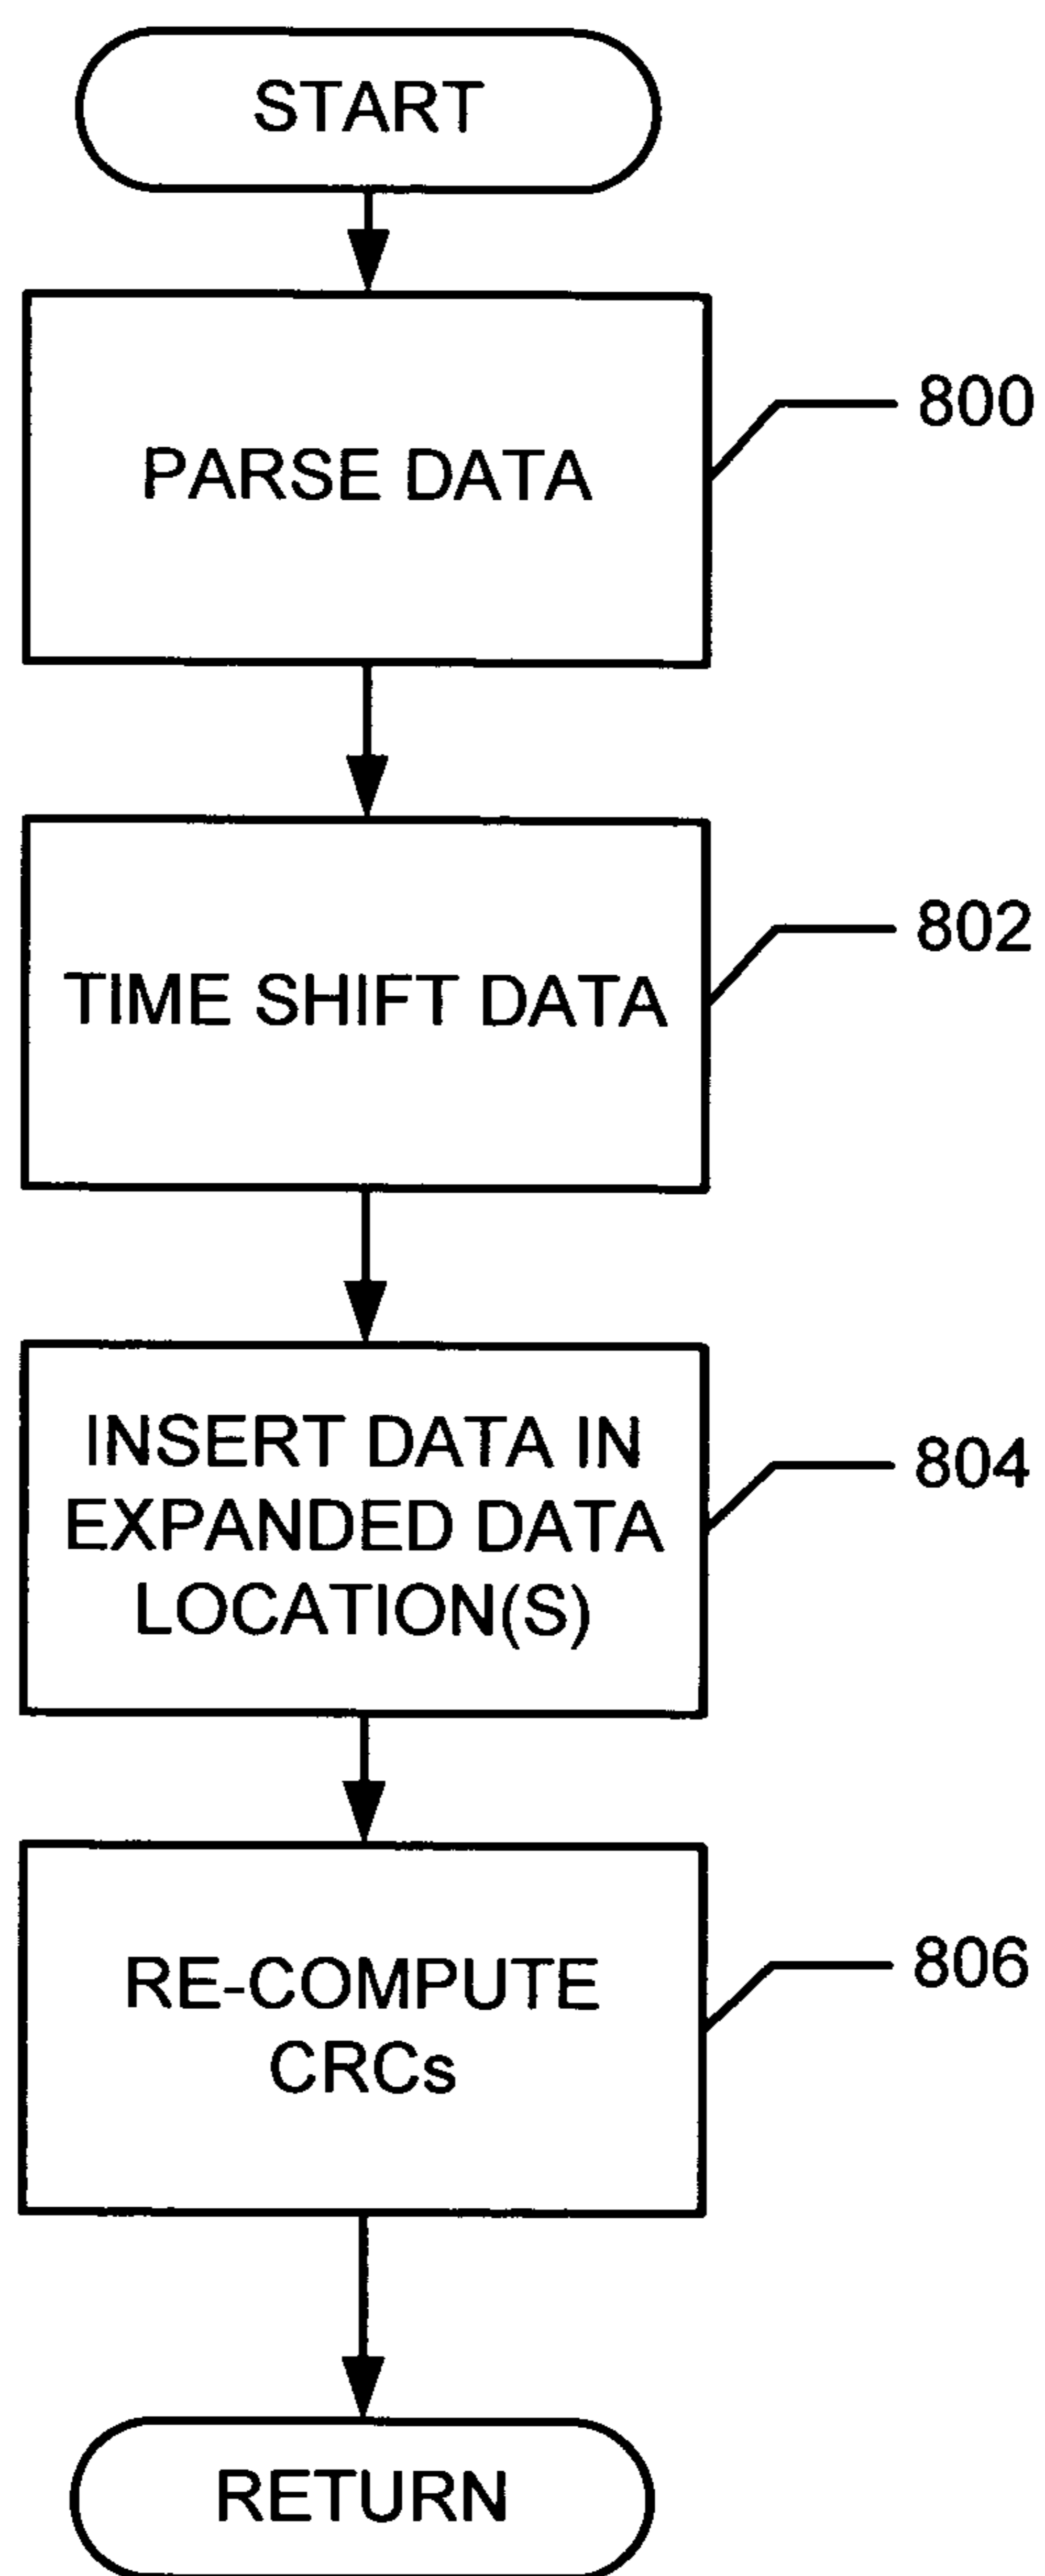 START
PARSE DATA
800
TIME SHIFT DATA
802
INSERT DATA IN
EXPANDED DATA
LOCATION(S)
804
RE-COMPUTE
CRCs
806
RETURN